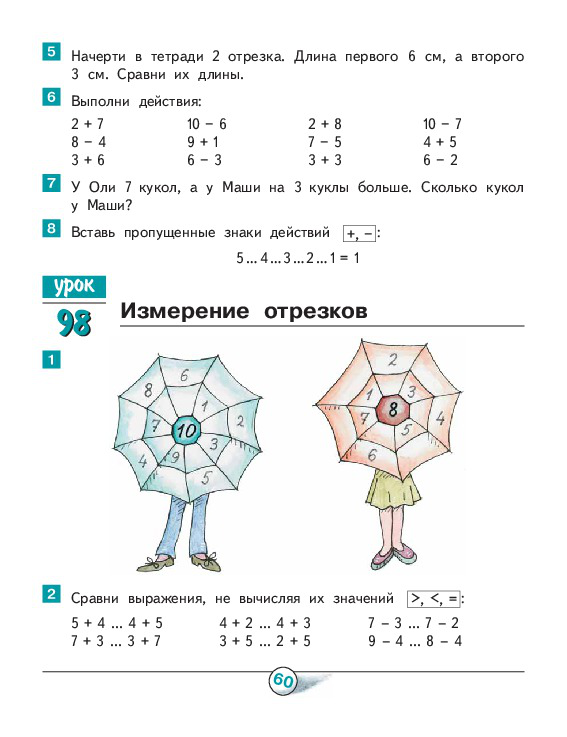 5 Начерти в тетради 2 отрезка. Длина первого 6 см, а второго
3 см. Сравни их длины.
6 Выполни действия:
2 + 7 10 − 6 2 + 8 10 − 7
8 − 4 9 + 1 7 − 5 4 + 5
3 + 6 6 − 3 3 + 3 6 − 2
7 У Оли 7 кукол, а у Маши на 3 куклы больше. Сколько кукол
у Маши?
8 Вставь пропущенные знаки действий +, − :
5 ... 4 ... 3 ... 2 ... 1 = 1
урок
98
Измерение отрезков
1
6
8
1
2
7
10
3
4
9
5
2
1
3
8
4
7
5
6
2 Сравни выражения, не вычисляя их значений >, <, = :
5 + 4 ... 4 + 5 4 + 2 ... 4 + 3 7 − 3 ... 7 − 2
7 + 3 ... 3 + 7 3 + 5 ... 2 + 5 9 − 4 ... 8 − 4
60